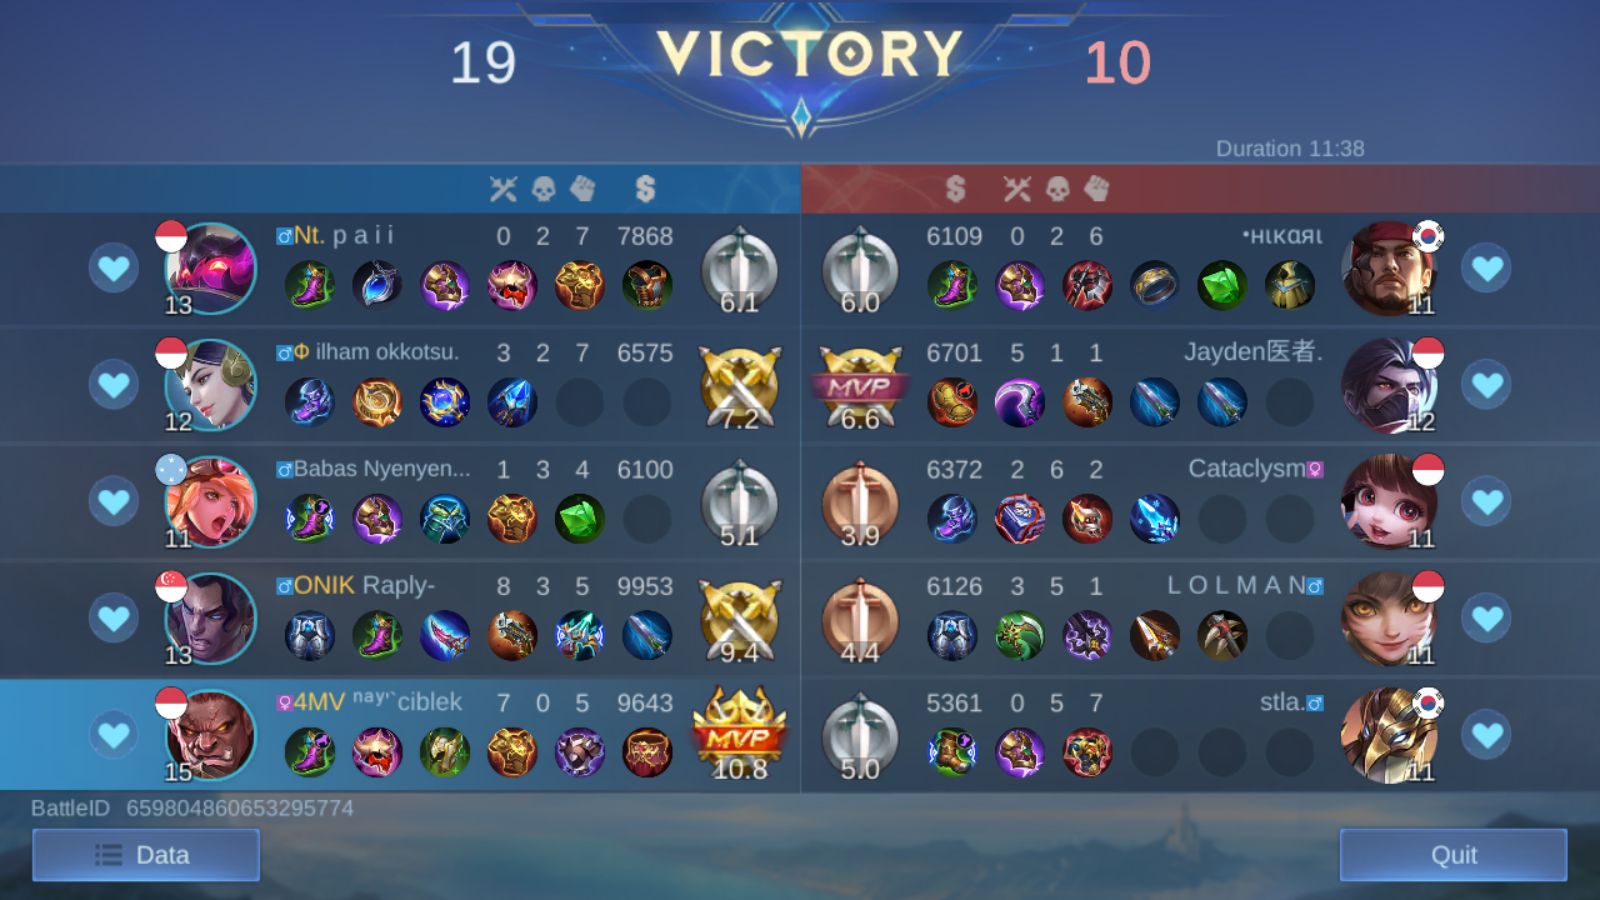 19 VICTORY 10
Duration 11:38
13 Nt. p a i i 0 2 7 7868 6.1
12 Φ ilham okkotsu. 3 2 7 6575 7.2
11 Babas Nyenyen... 1 3 4 6100 5.1
13 ONIK Raply- 8 3 5 9953 9.4
15 4MV ciblek 7 0 5 9643 MVP 10.8
6.0 6109 0 2 6 •нιкαяι 11
MVP 6.6 6701 5 1 1 Jayden医者. 12
3.9 6372 2 6 2 Cataclysm 11
4.4 6126 3 5 1 L O L M A N 11
5.0 5361 0 5 7 stla. 11
BattleID 659804860653295774
Data
Quit